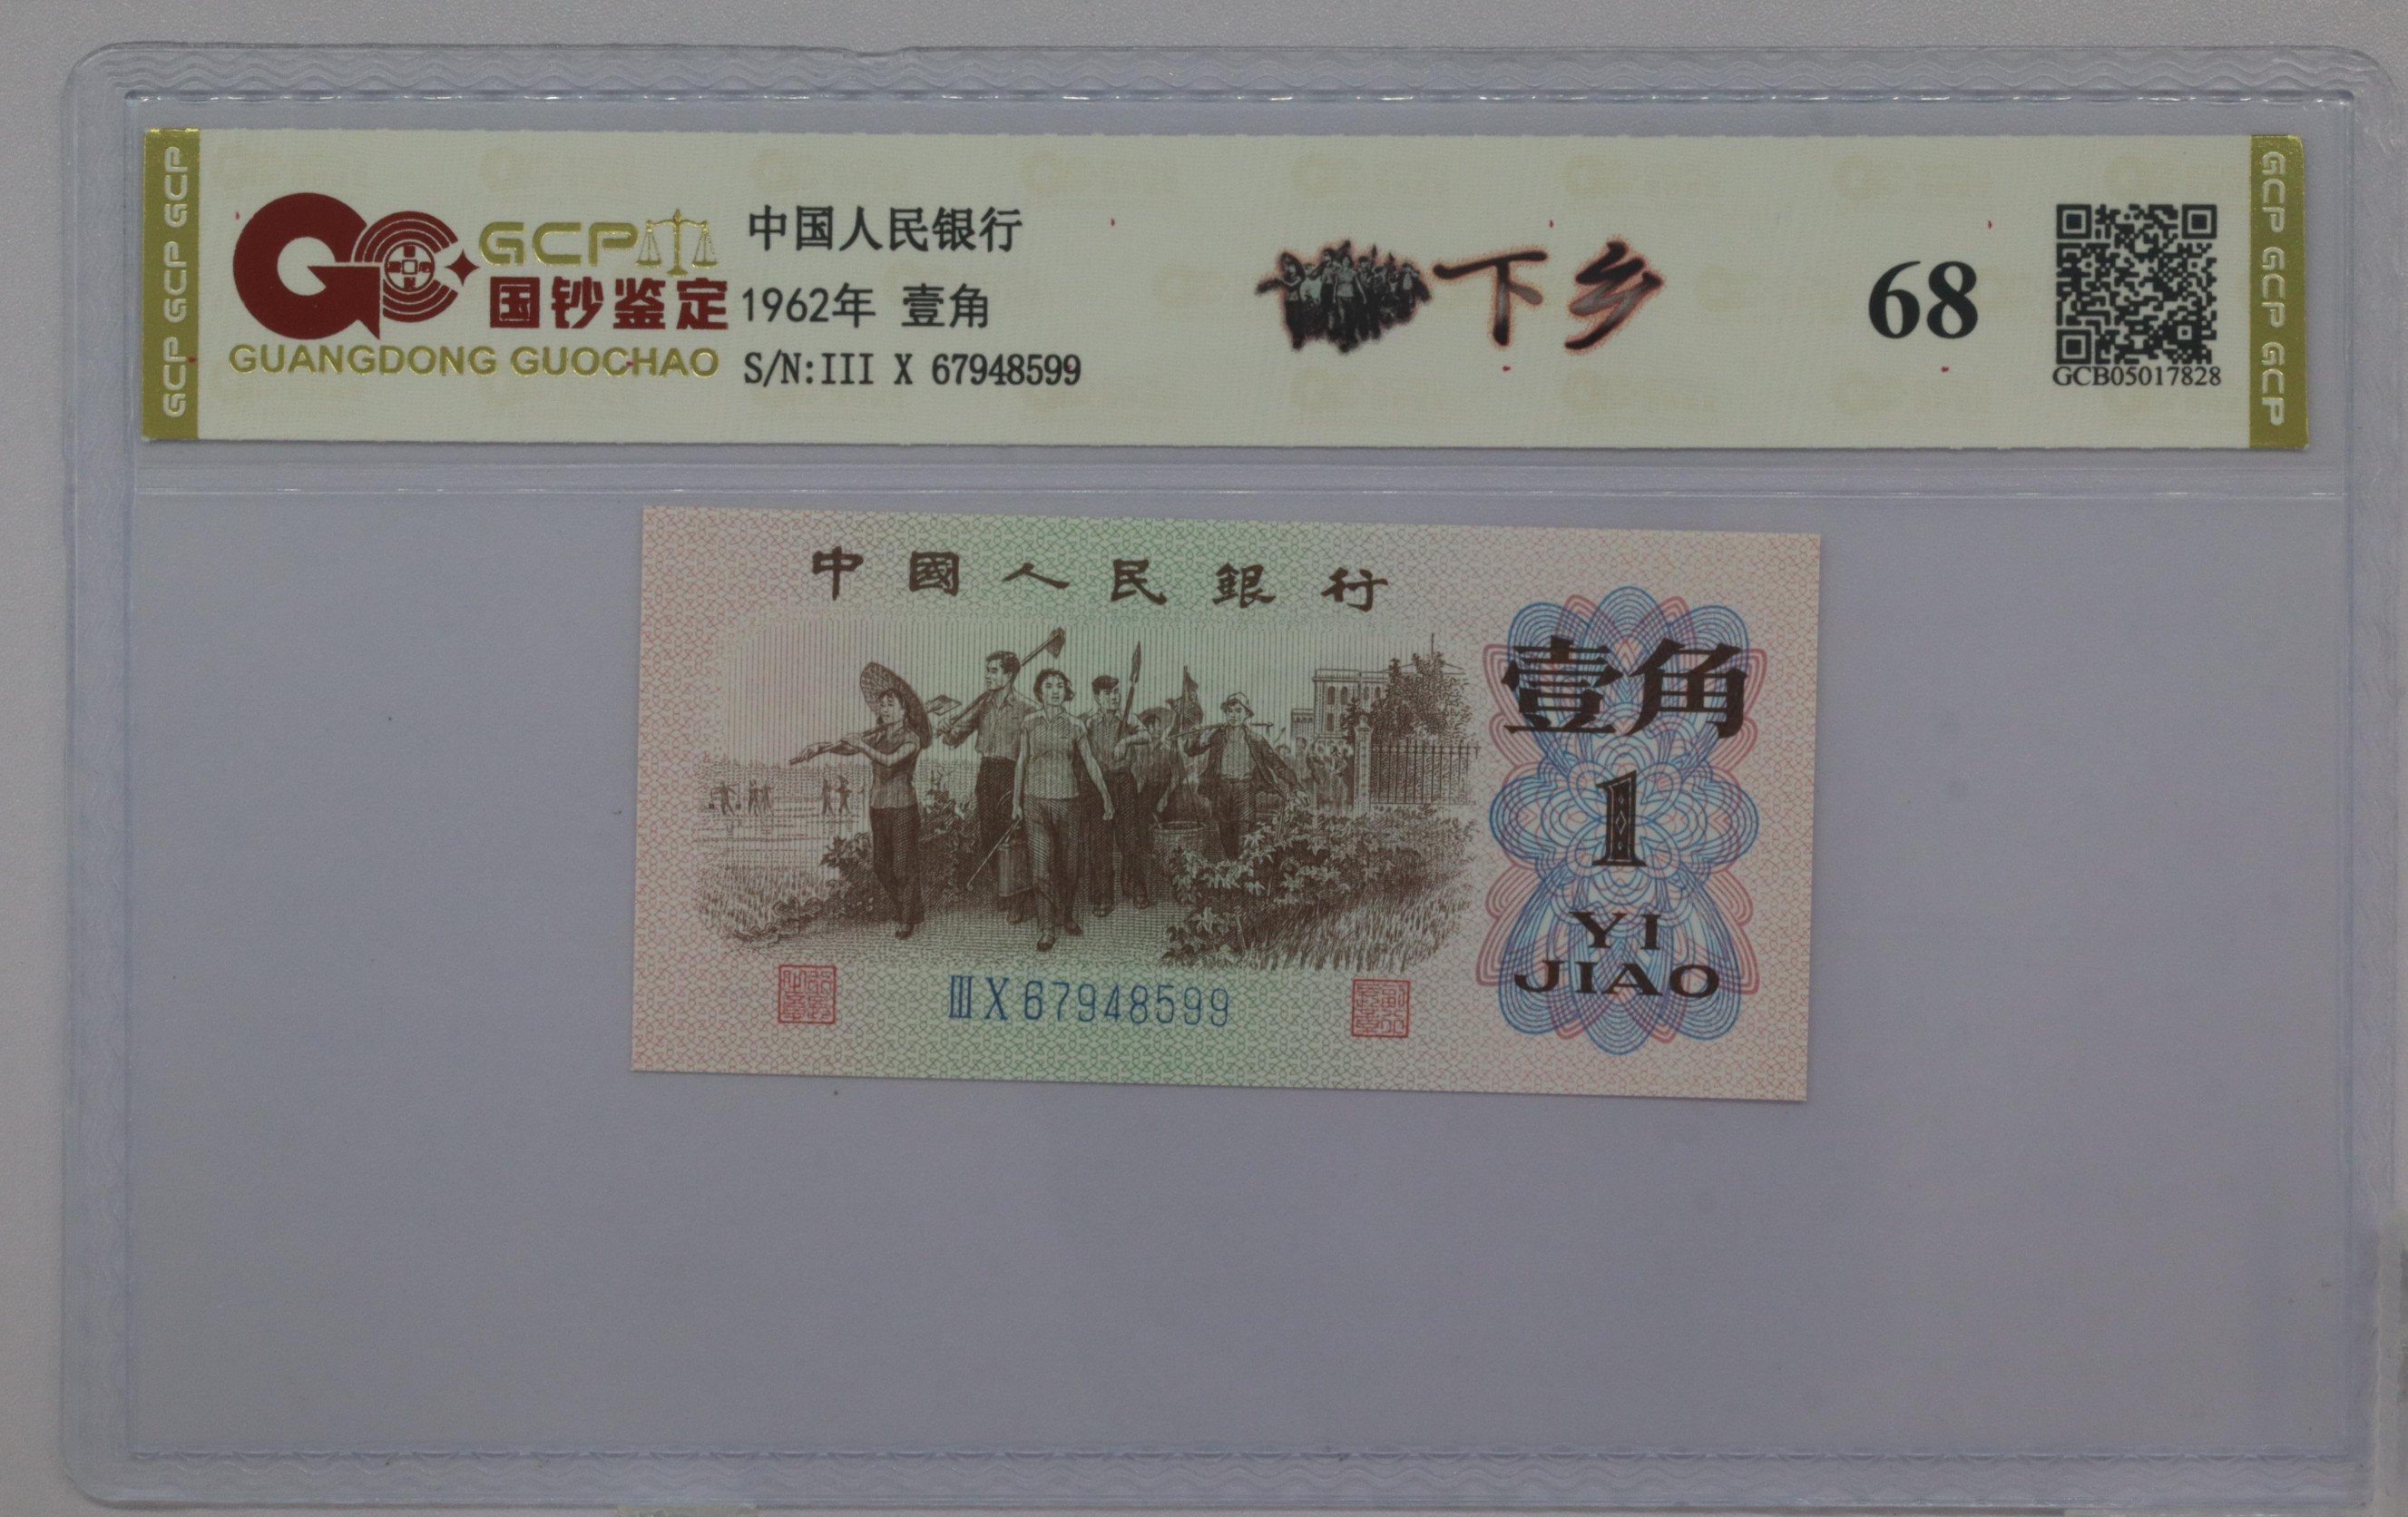 GCP GCP GCP
GCP
国钞鉴定
GUANGDONG GUOCHAO
中国人民银行
1962年 壹角
S/N:III X 67948599
下乡
68
GCB05017828
GCP GCP GCP
中國人民銀行
壹角
1
YI
JIAO
III X 67948599